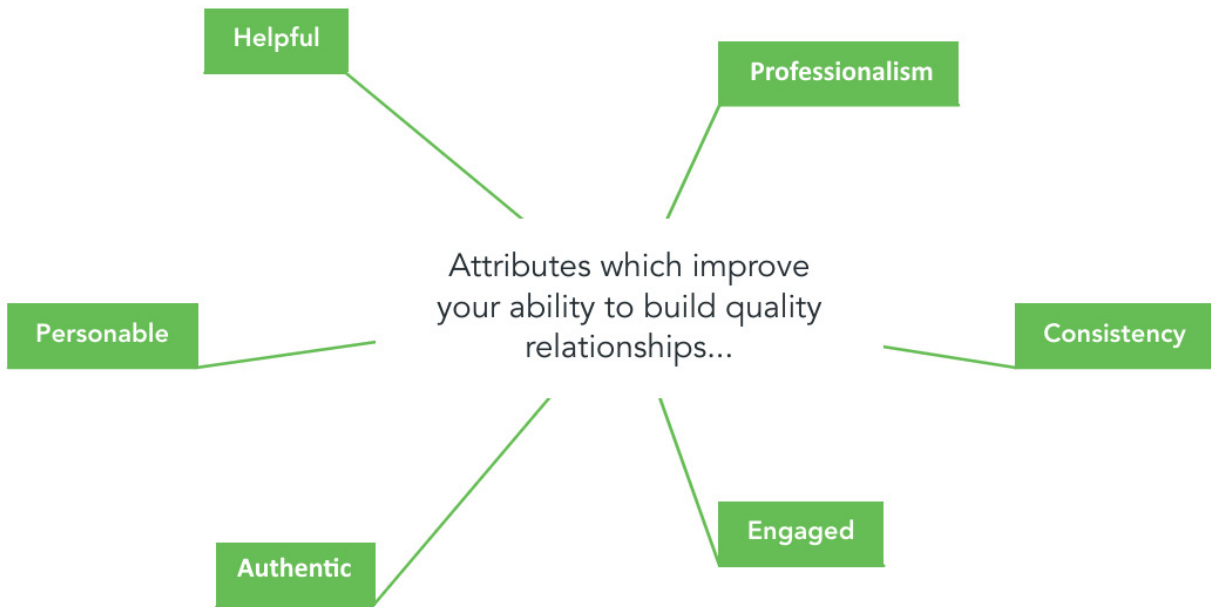 Helpful
Professionalism
Attributes which improve
your ability to build quality
relationships...
Personable
Consistency
Engaged
Authentic